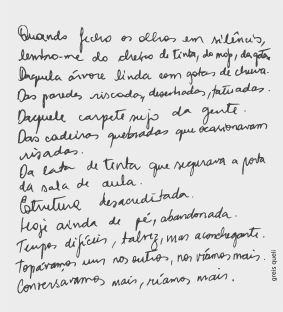 Quando fecho os olhos em silêncio,
lembro-me do cheiro de tinta, do mop, da gota.
Daquela árvore linda com gotas de chuva.
Das paredes riscadas, desenhadas, tatuadas.
Daquele carpete sujo da gente.
Das cadeiras quebradas que ocasionavam
risadas.
Da lata de tinta que segurava a porta
da sala de aula.
Estrutura desacreditada.
Hoje ainda de pé, abandonada.
Tempos difíceis, talvez, mas aconchegante.
Topávamos uns nos outros, nos víamos mais.
Conversávamos mais, ríamos mais.
greis queli